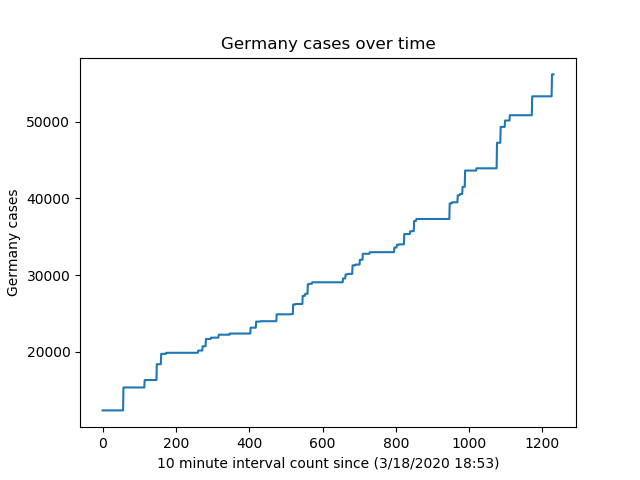 Germany cases over time
50000
40000
30000
20000
Germany cases
0 200 400 600 800 1000 1200
10 minute interval count since (3/18/2020 18:53)